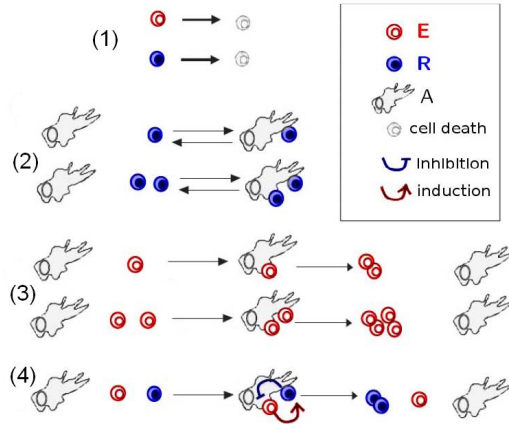 (1)
E
R
A
cell death
inhibition
induction
(2)
(3)
(4)